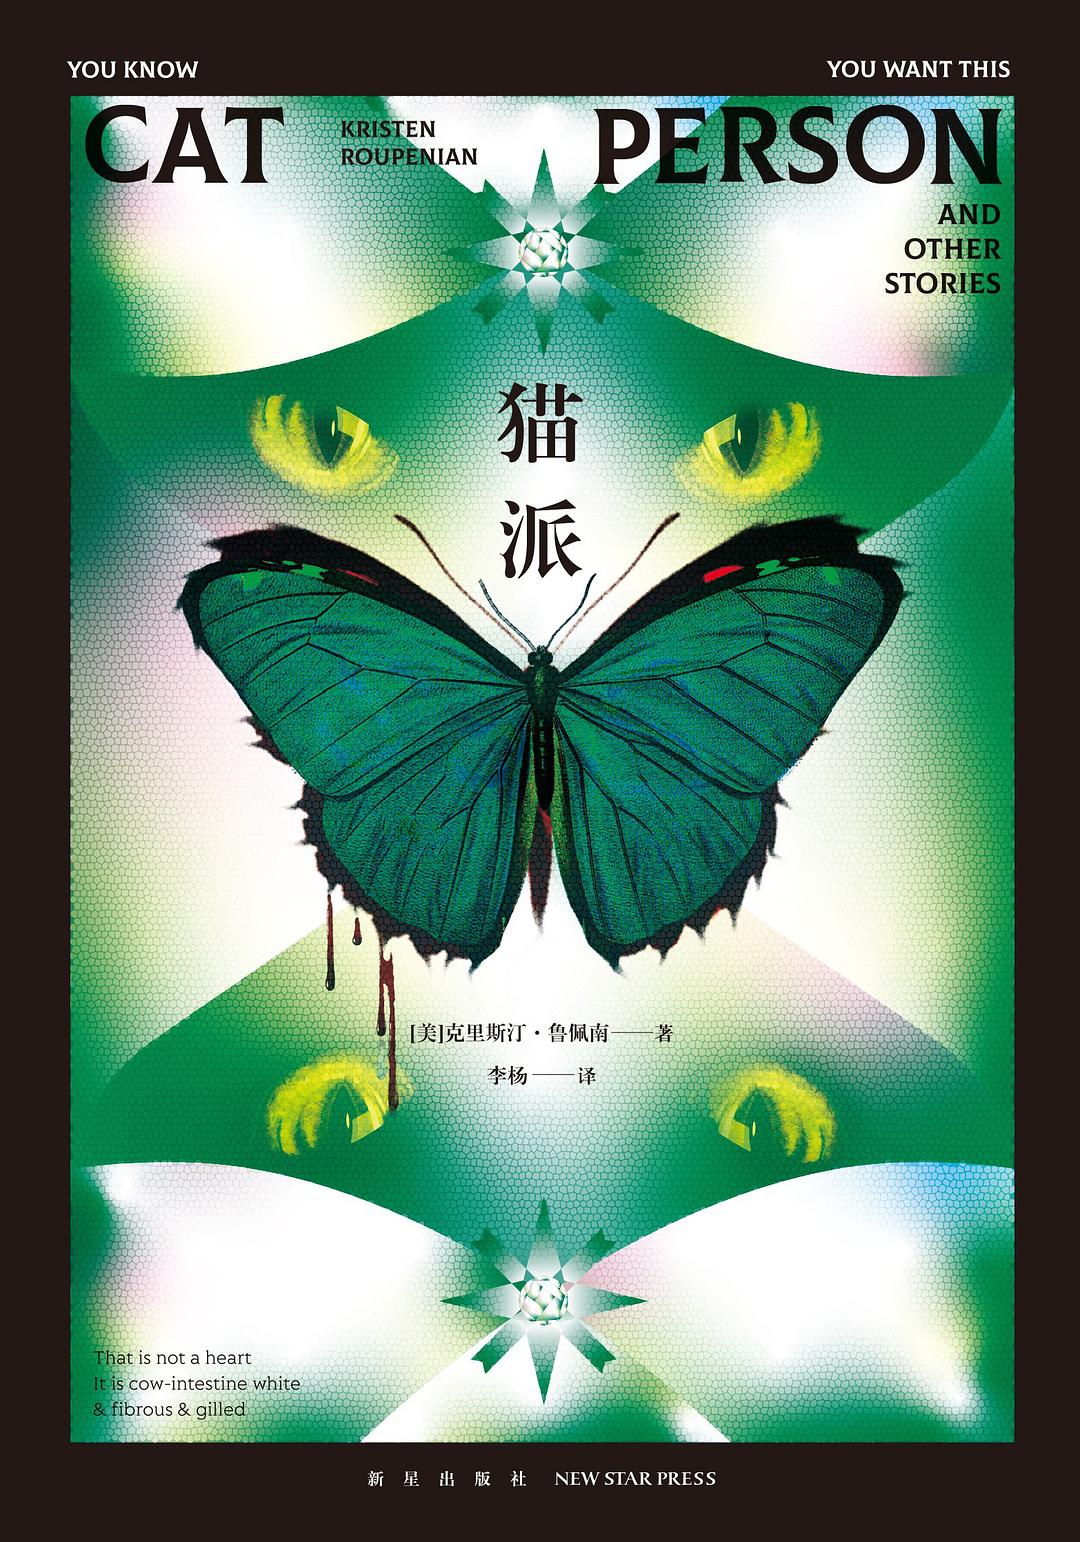 YOU KNOW
YOU WANT THIS
CAT PERSON
KRISTEN
ROUPENIAN
AND
OTHER
STORIES
猫
派
[美]克里斯汀·鲁佩南——著
李杨——译
That is not a heart
It is cow-intestine white
& fibrous & gilled
新星出版社 NEW STAR PRESS